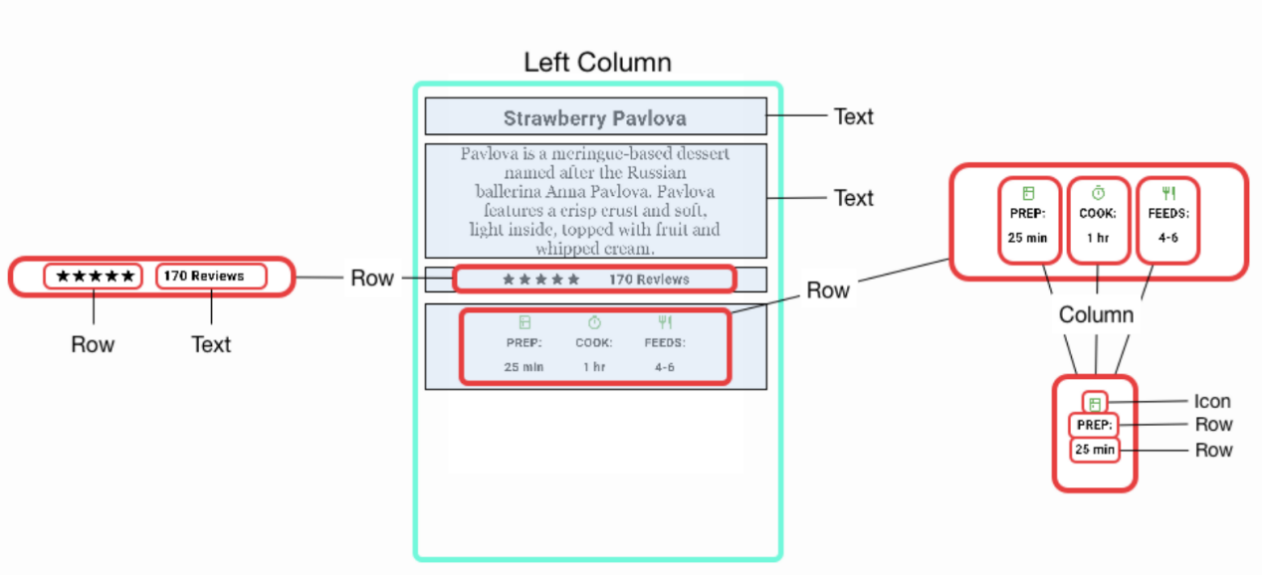 Left Column
Strawberry Pavlova
Text
Pavlova is a meringue-based dessert
named after the Russian
ballerina Anna Pavlova. Pavlova
features a crisp crust and soft,
light inside, topped with fruit and
whipped cream.
Text
★★★★★ 170 Reviews
Row
Text
Row
★★★★★ 170 Reviews
PREP: COOK: FEEDS:
25 min 1 hr 4-6
Row
PREP: COOK: FEEDS:
25 min 1 hr 4-6
Column
Icon
PREP:
Row
25 min
Row